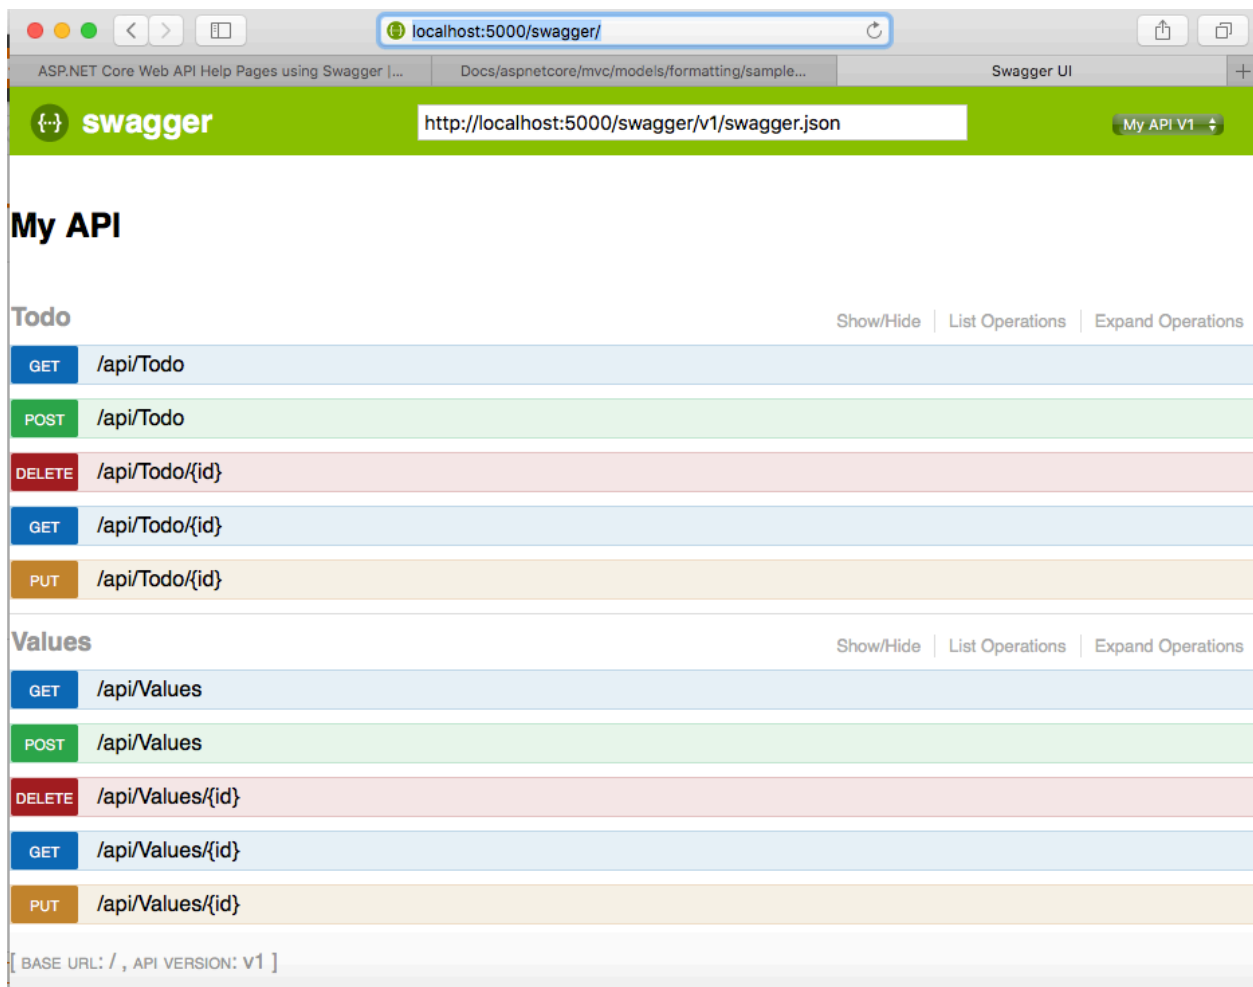 localhost:5000/swagger/
ASP.NET Core Web API Help Pages using Swagger |... Docs/aspnetcore/mvc/models/formatting/sample... Swagger UI +
{··} swagger http://localhost:5000/swagger/v1/swagger.json My API V1
My API
Todo Show/Hide List Operations Expand Operations
GET /api/Todo
POST /api/Todo
DELETE /api/Todo/{id}
GET /api/Todo/{id}
PUT /api/Todo/{id}
Values Show/Hide List Operations Expand Operations
GET /api/Values
POST /api/Values
DELETE /api/Values/{id}
GET /api/Values/{id}
PUT /api/Values/{id}
[ BASE URL: / , API VERSION: V1 ]